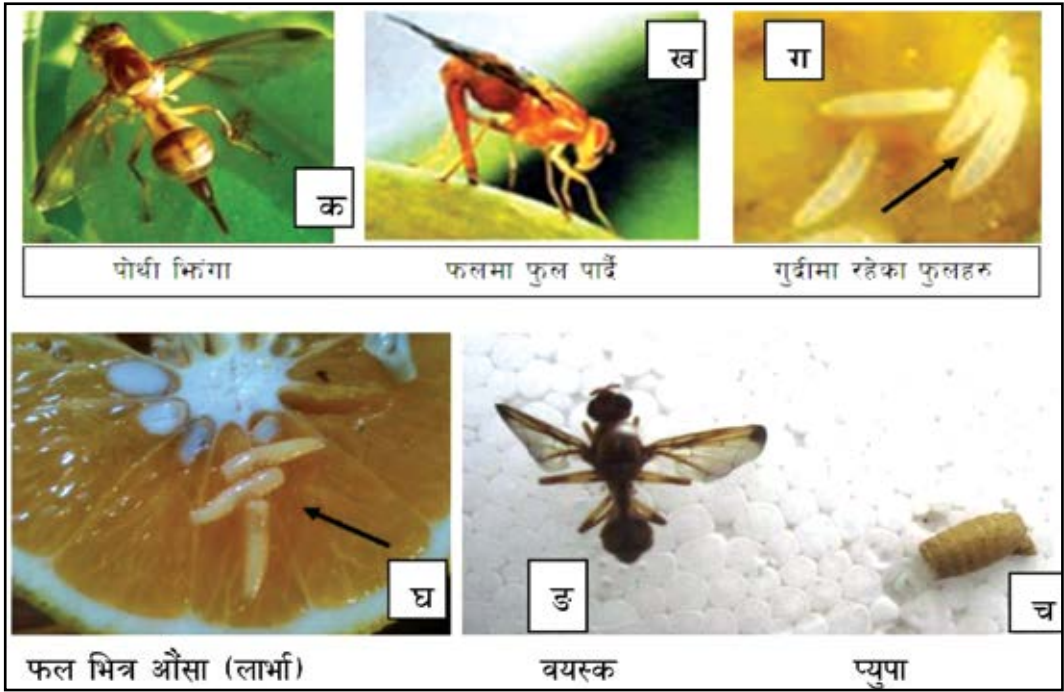 क
ख
ग
पोथी झिंगा
फलमा फुल पार्दै
गुदीमा रहेका फुलहरु
घ
ङ
च
फल भित्र औंसा (लार्भा)
वयस्क
प्युपा